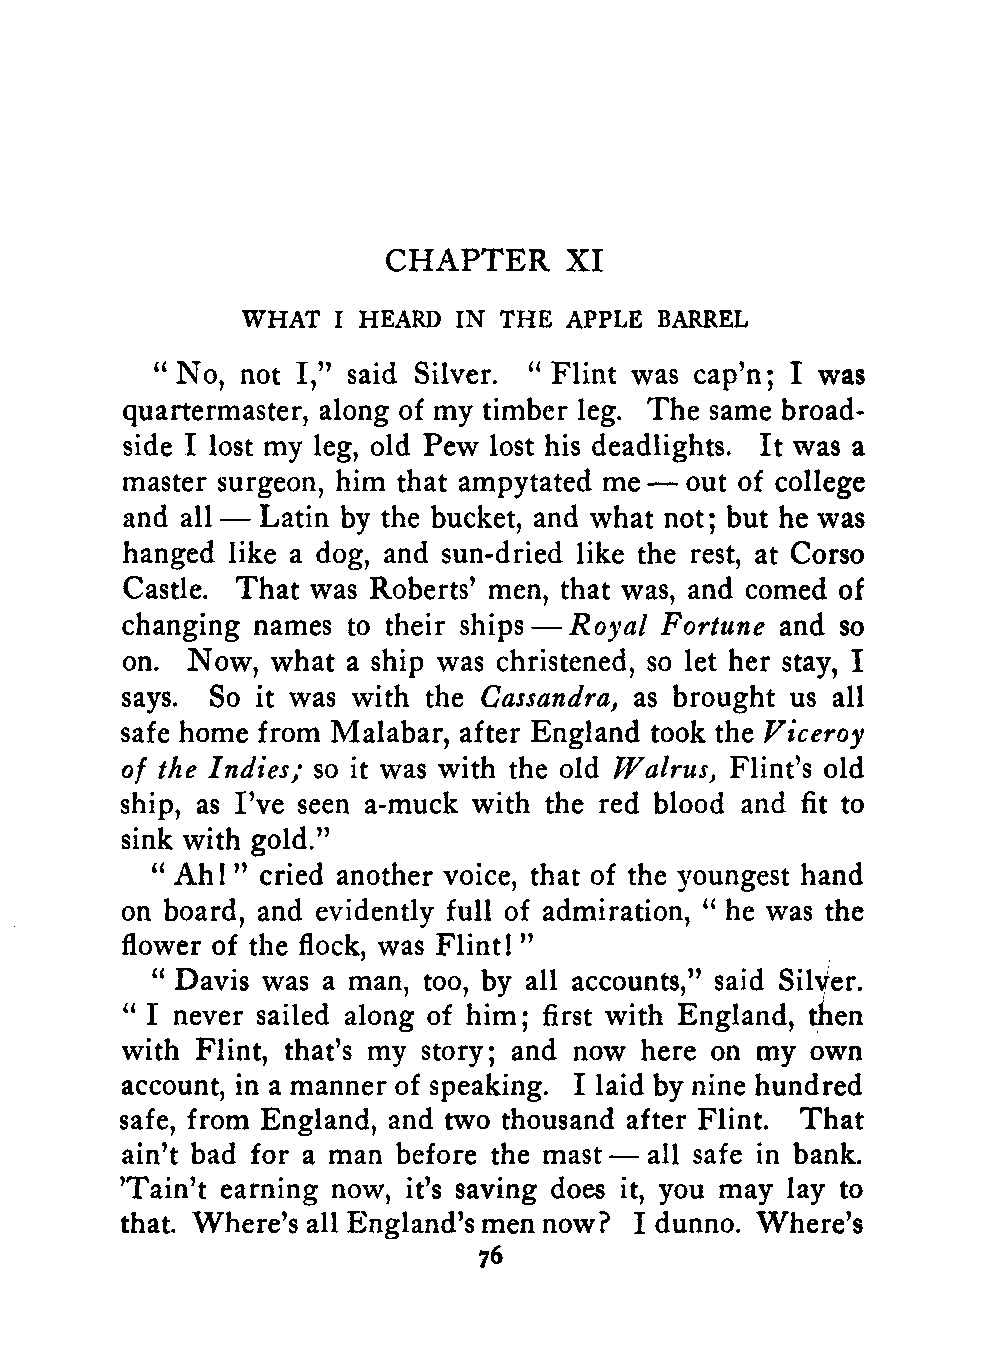 CHAPTER XI
WHAT I HEARD IN THE APPLE BARREL
“ No, not I,” said Silver. “ Flint was cap’n; I was
quartermaster, along of my timber leg. The same broad-
side I lost my leg, old Pew lost his deadlights. It was a
master surgeon, him that ampytated me — out of college
and all — Latin by the bucket, and what not; but he was
hanged like a dog, and sun-dried like the rest, at Corso
Castle. That was Roberts’ men, that was, and comed of
changing names to their ships — Royal Fortune and so
on. Now, what a ship was christened, so let her stay, I
says. So it was with the Cassandra, as brought us all
safe home from Malabar, after England took the Viceroy
of the Indies; so it was with the old Walrus, Flint’s old
ship, as I’ve seen a-muck with the red blood and fit to
sink with gold.”
“ Ah! ” cried another voice, that of the youngest hand
on board, and evidently full of admiration, “ he was the
flower of the flock, was Flint! ”
“ Davis was a man, too, by all accounts,” said Silver.
“ I never sailed along of him; first with England, then
with Flint, that’s my story; and now here on my own
account, in a manner of speaking. I laid by nine hundred
safe, from England, and two thousand after Flint. That
ain’t bad for a man before the mast — all safe in bank.
’Tain’t earning now, it’s saving does it, you may lay to
that. Where’s all England’s men now? I dunno. Where’s
76